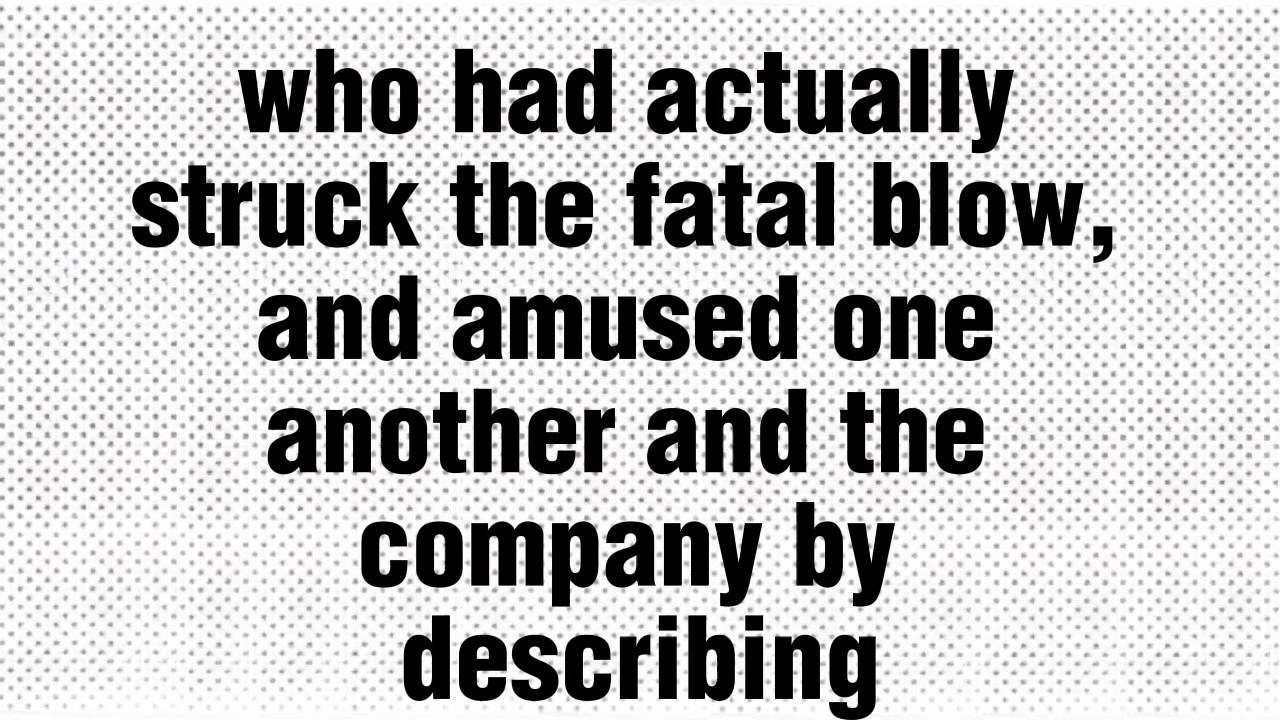 who had actually
struck the fatal blow,
and amused one
another and the
company by
describing